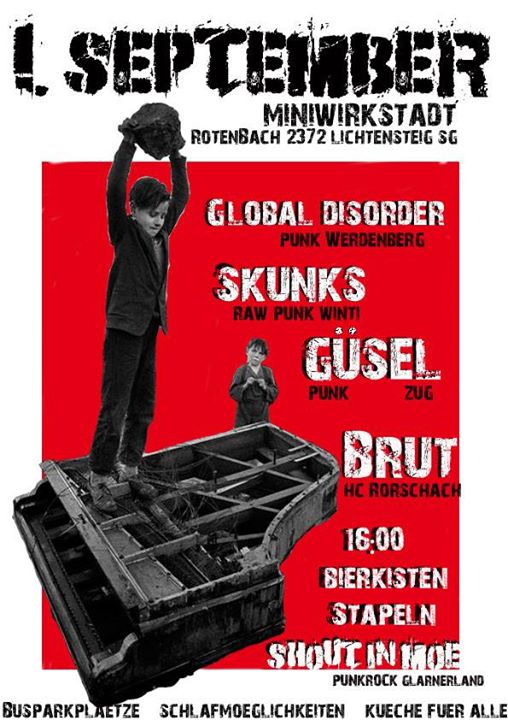 1. SEPTEMBER
MINIWIRKSTADT
ROTENBACH 2372 LICHTENSTEIG SG
GLOBAL DISORDER
PUNK WERDENBERG
SKUNKS
RAW PUNK WINTI
GÜSEL
PUNK ZUG
BRUT
HC RORSCHACH
16:00
BIERKISTEN
STAPELN
SHOUT IN MOE
PUNKROCK GLARNERLAND
BUSPARKPLAETZE SCHLAFMOEGLICHKEITEN KUECHE FUER ALLE